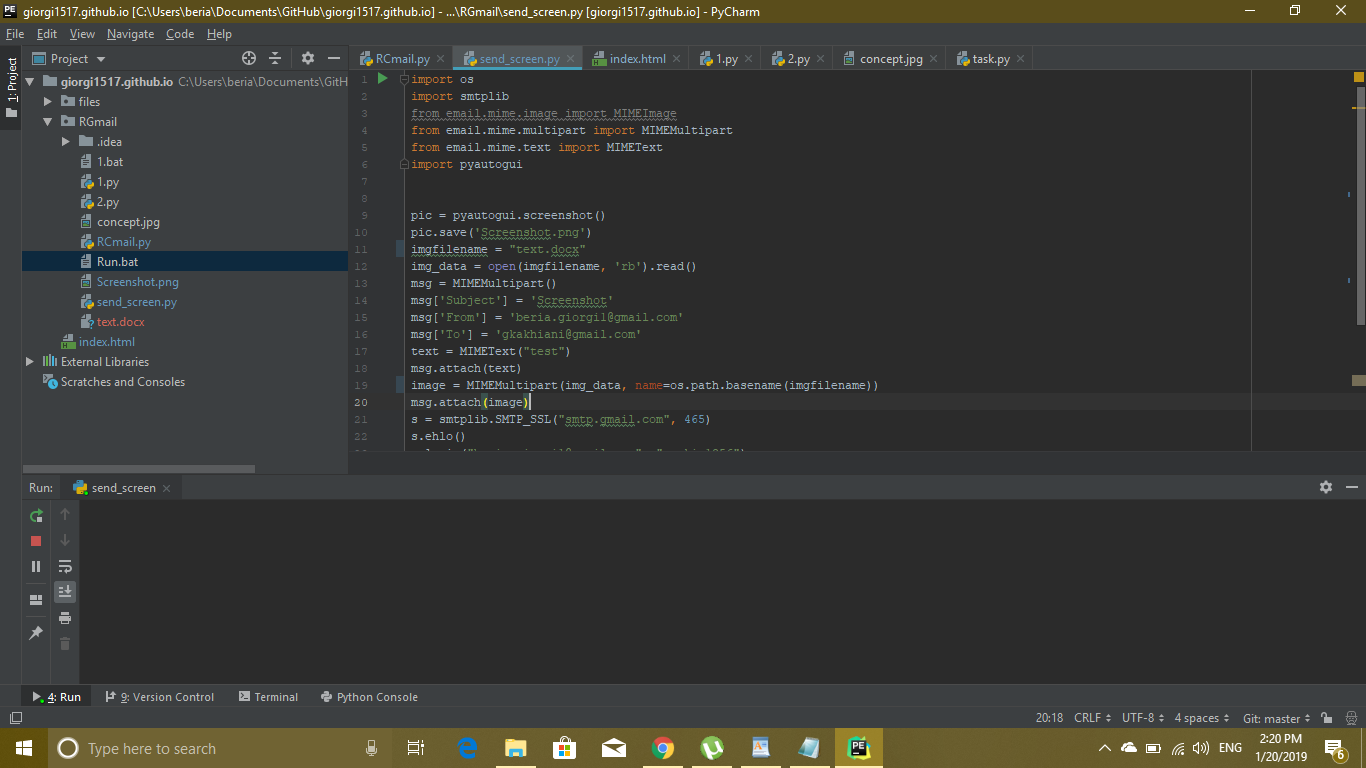 giorgi1517.github.io [C:\Users\beria\Documents\GitHub\giorgi1517.github.io] - ...\RGmail\send_screen.py [giorgi1517.github.io] - PyCharm
File Edit View Navigate Code Help
Project
RCmail.py send_screen.py index.html 1.py 2.py concept.jpg task.py
1: Project
giorgi1517.github.io C:\Users\beria\Documents\GitH
files
RGmail
.idea
1.bat
1.py
2.py
concept.jpg
RCmail.py
Run.bat
Screenshot.png
send_screen.py
text.docx
index.html
External Libraries
Scratches and Consoles
1 import os
2 import smtplib
3 from email.mime.image import MIMEImage
4 from email.mime.multipart import MIMEMultipart
5 from email.mime.text import MIMEText
6 import pyautogui
7
8
9 pic = pyautogui.screenshot()
10 pic.save('Screenshot.png')
11 imgfilename = "text.docx"
12 img_data = open(imgfilename, 'rb').read()
13 msg = MIMEMultipart()
14 msg['Subject'] = 'Screenshot'
15 msg['From'] = 'beria.giorgi1@gmail.com'
16 msg['To'] = 'gkakhiani@gmail.com'
17 text = MIMEText("test")
18 msg.attach(text)
19 image = MIMEMultipart(img_data, name=os.path.basename(imgfilename))
20 msg.attach(image)
21 s = smtplib.SMTP_SSL("smtp.gmail.com", 465)
22 s.ehlo()
Run: send_screen
4: Run 9: Version Control Terminal Python Console
20:18 CRLF UTF-8 4 spaces Git: master
Type here to search
ENG
2:20 PM
1/20/2019
6